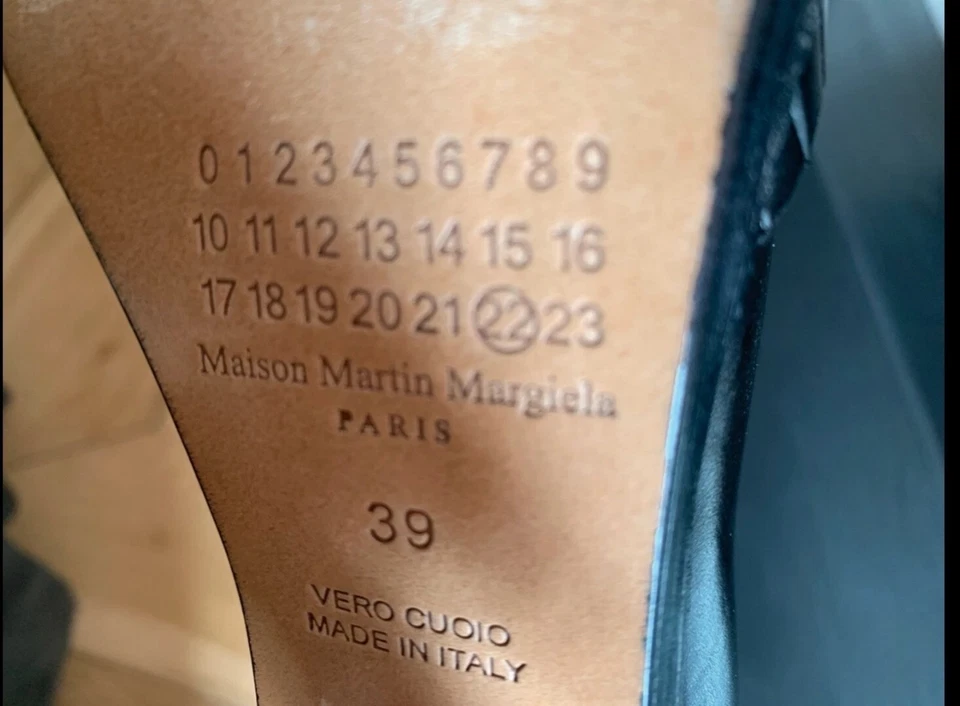 0 1 2 3 4 5 6 7 8 9
10 11 12 13 14 15 16
17 18 19 20 21 22 23
Maison Martin Margiela
PARIS
39
VERO CUOIO
MADE IN ITALY